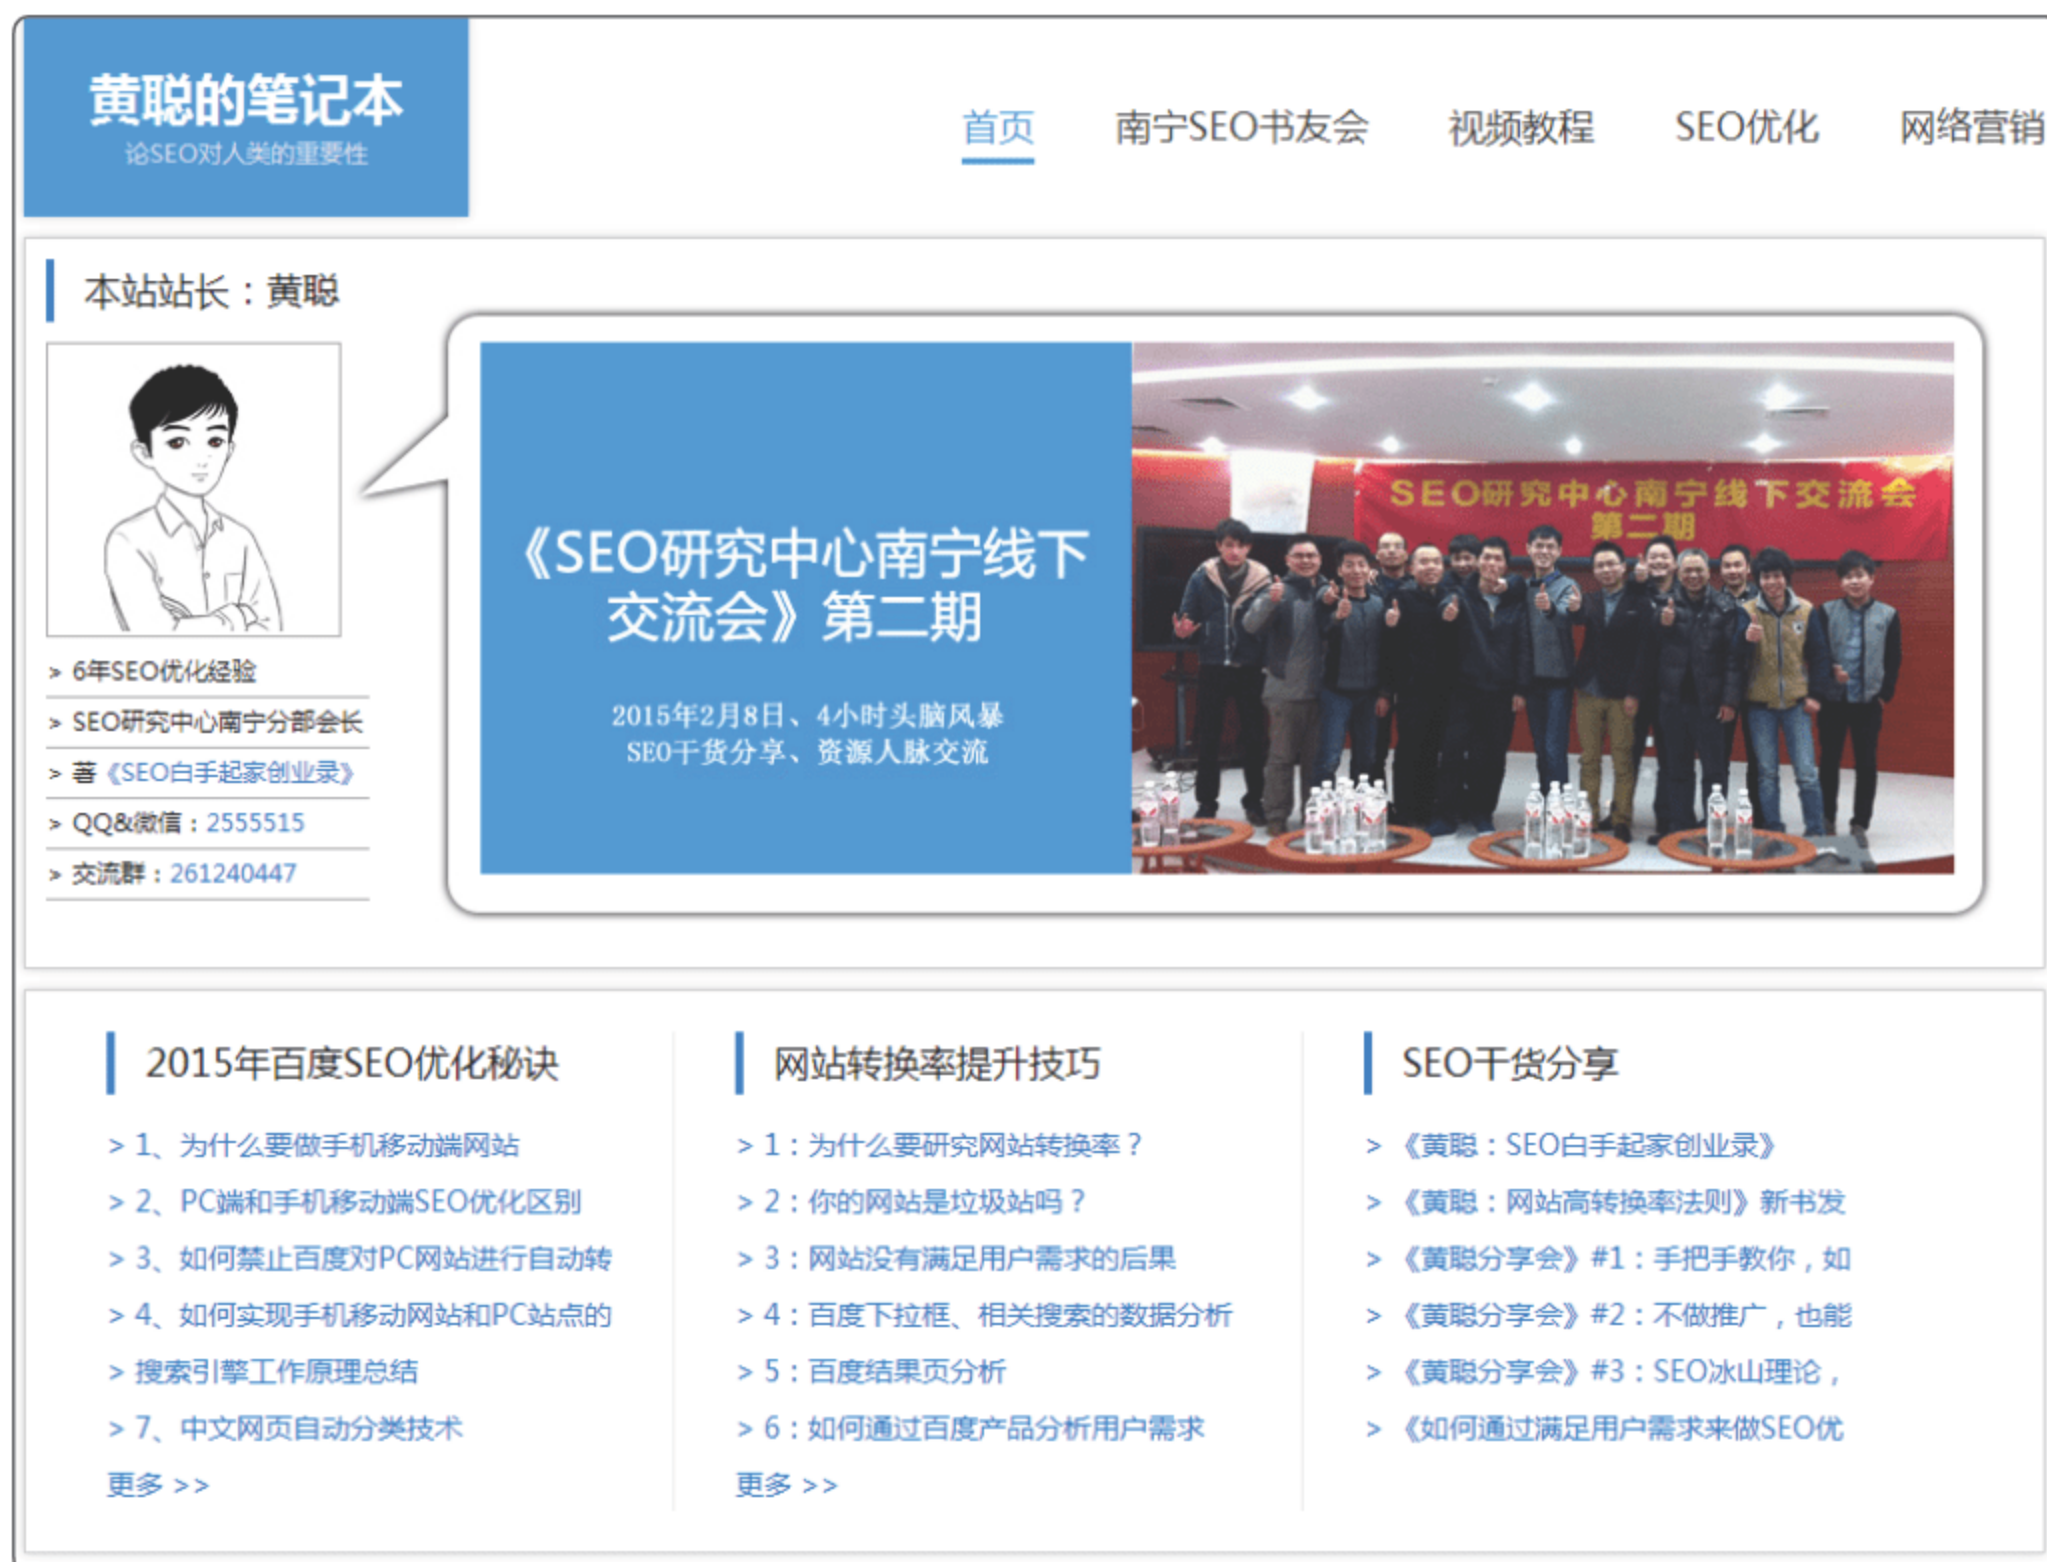 黄聪的笔记本
论SEO对人类的重要性
首页 南宁SEO书友会 视频教程 SEO优化 网络营销
本站站长：黄聪
> 6年SEO优化经验
> SEO研究中心南宁分部会长
> 著《SEO白手起家创业录》
> QQ&微信：2555515
> 交流群：261240447
《SEO研究中心南宁线下
交流会》第二期
2015年2月8日、4小时头脑风暴
SEO干货分享、资源人脉交流
SEO研究中心南宁线下交流会
第二期
2015年百度SEO优化秘诀
> 1、为什么要做手机移动端网站
> 2、PC端和手机移动端SEO优化区别
> 3、如何禁止百度对PC网站进行自动转
> 4、如何实现手机移动网站和PC站点的
> 搜索引擎工作原理总结
> 7、中文网页自动分类技术
更多 >>
网站转换率提升技巧
> 1：为什么要研究网站转换率？
> 2：你的网站是垃圾站吗？
> 3：网站没有满足用户需求的后果
> 4：百度下拉框、相关搜索的数据分析
> 5：百度结果页分析
> 6：如何通过百度产品分析用户需求
更多 >>
SEO干货分享
> 《黄聪：SEO白手起家创业录》
> 《黄聪：网站高转换率法则》新书发
> 《黄聪分享会》#1：手把手教你，如
> 《黄聪分享会》#2：不做推广，也能
> 《黄聪分享会》#3：SEO冰山理论，
> 《如何通过满足用户需求来做SEO优